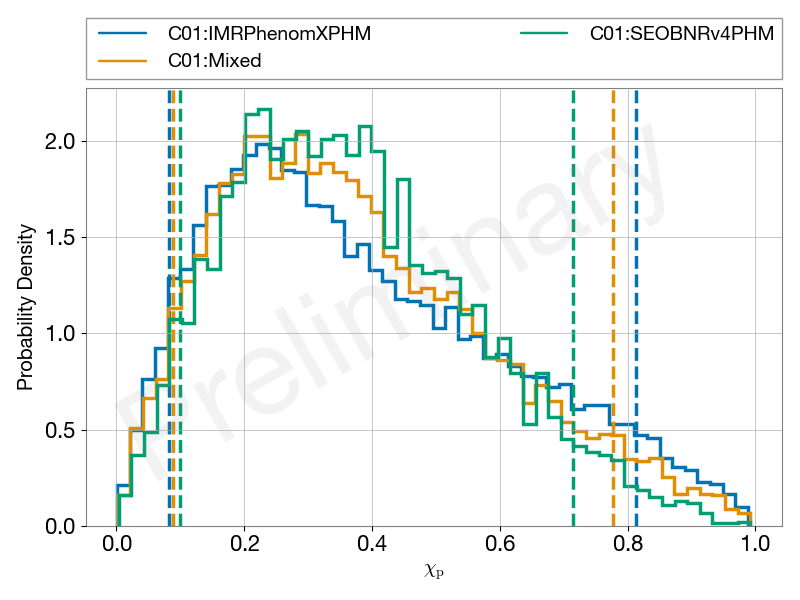 C01:IMRPhenomXPHM
C01:Mixed
C01:SEOBNRv4PHM
Preliminary
Probability Density
2.0
1.5
1.0
0.5
0.0
0.0 0.2 0.4 0.6 0.8 1.0
χp